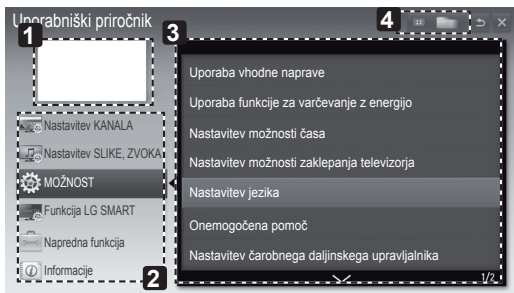 Uporabniški priročnik
1
3
4
Uporaba vhodne naprave
Uporaba funkcije za varčevanje z energijo
Nastavitev možnosti časa
Nastavitev možnosti zaklepanja televizorja
Nastavitev jezika
Onemogočena pomoč
Nastavitev čarobnega daljinskega upravljalnika
1/2
Nastavitev KANALA
Nastavitev SLIKE, ZVOKA
MOŽNOST
Funkcija LG SMART
Napredna funkcija
Informacije
2